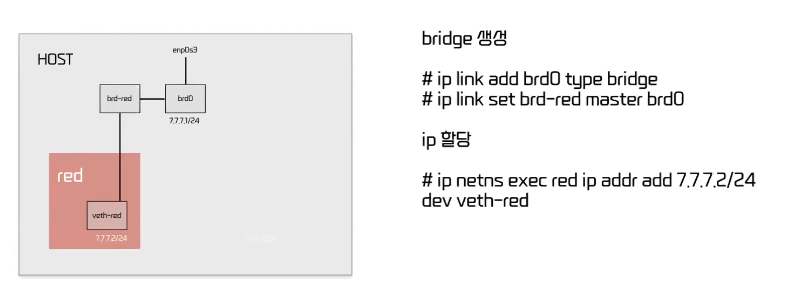 HOST
enp0s3
brd-red
brd0
7.7.7.1/24
red
veth-red
7.7.7.2/24
bridge 생성
# ip link add brd0 type bridge
# ip link set brd-red master brd0
ip 할당
# ip netns exec red ip addr add 7.7.7.2/24
dev veth-red